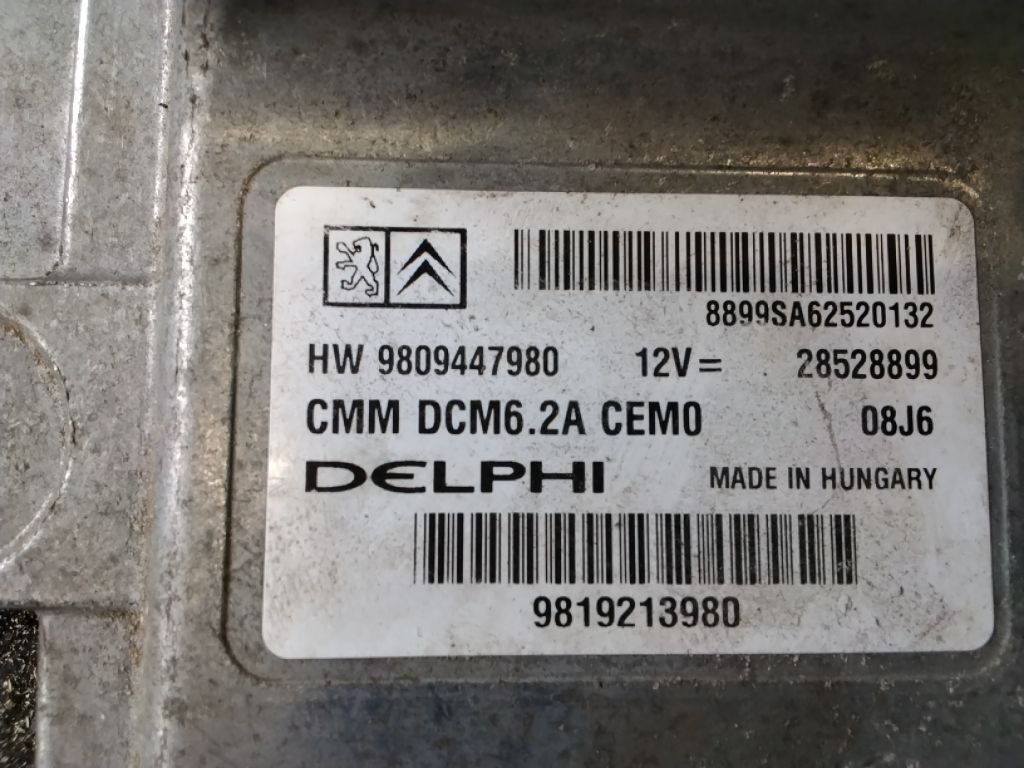 8899SA62520132
HW 9809447980 12V= 28528899
CMM DCM6.2A CEM0 08J6
DELPHI MADE IN HUNGARY
9819213980